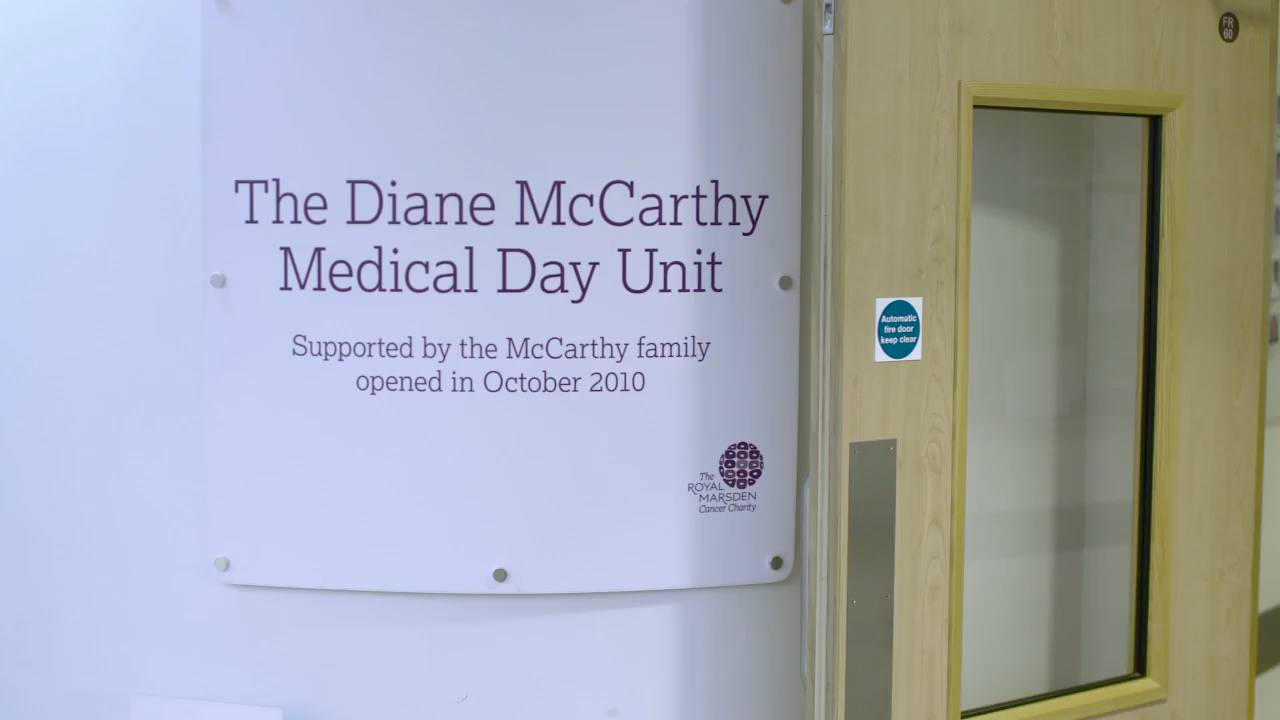 The Diane McCarthy
Medical Day Unit
Supported by the McCarthy family
opened in October 2010
The
ROYAL
MARSDEN
Cancer Charity
Automatic
fire door
keep clear
FR
60